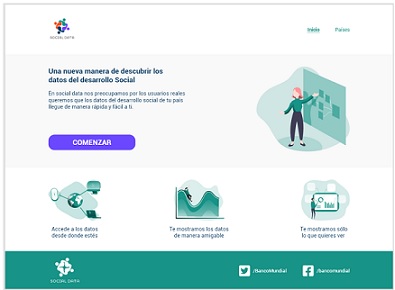 SOCIAL DATA
Inicio
Países
Una nueva manera de descubrir los
datos del desarrollo Social
En social data nos preocupamos por los usuarios reales
queremos que los datos del desarrollo social de tu país
llegue de manera rápida y fácil a ti.
COMENZAR
Accede a los datos
desde donde estés
Te mostramos los datos
de manera amigable
Te mostramos sólo
lo que quieres ver
SOCIAL DATA
/BancoMundial
/bancomundial